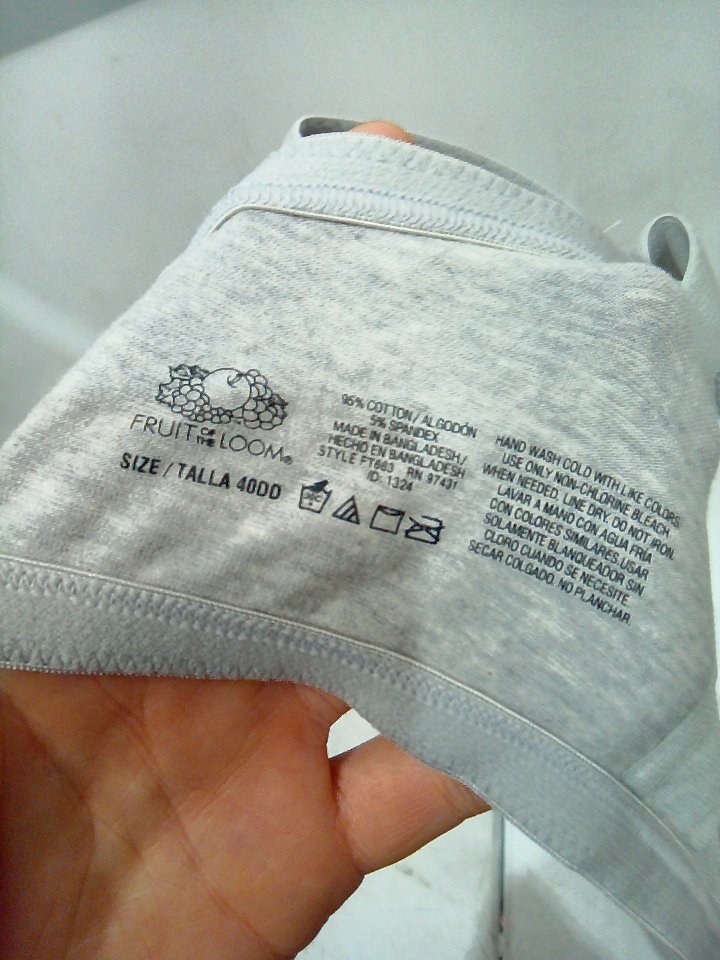 FRUIT OF THE LOOM®
SIZE / TALLA 40DD
95% COTTON / ALGODÓN
5% SPANDEX
MADE IN BANGLADESH /
HECHO EN BANGLADESH
STYLE FT663 RN 97431
ID: 1324
HAND WASH COLD WITH LIKE COLORS
USE ONLY NON-CHLORINE BLEACH
WHEN NEEDED. LINE DRY. DO NOT IRON.
LAVAR A MANO CON AGUA FRÍA
CON COLORES SIMILARES. USAR
SOLAMENTE BLANQUEADOR SIN
CLORO CUANDO SE NECESITE.
SECAR COLGADO. NO PLANCHAR.